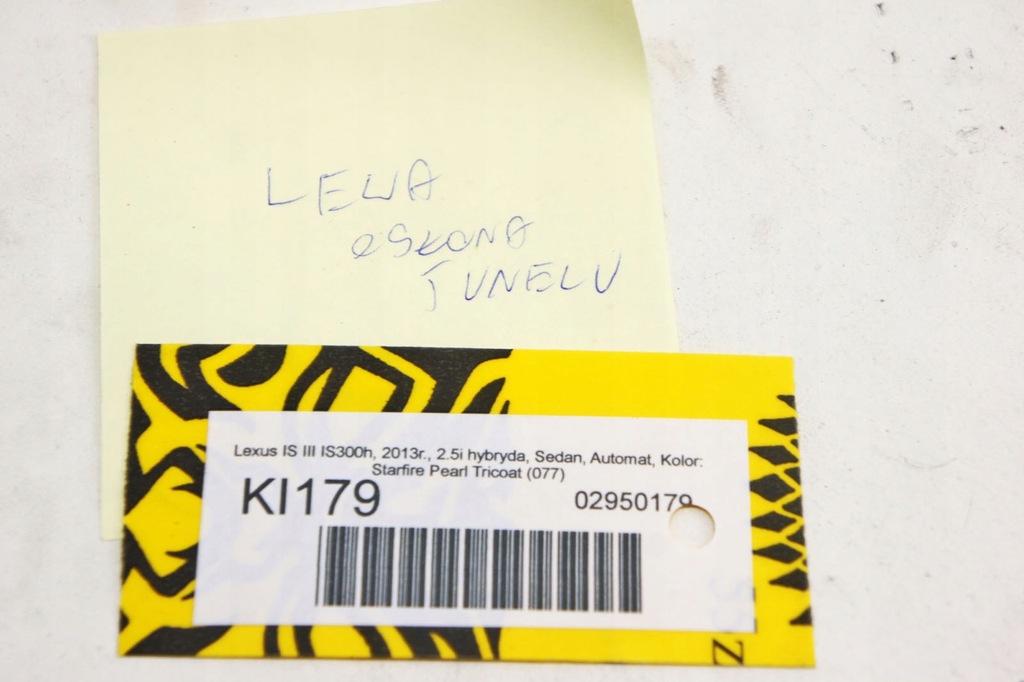 LEWA
OSŁONA
TUNELU
Lexus IS III IS300h, 2013r., 2.5i hybryda, Sedan, Automat, Kolor:
Starfire Pearl Tricoat (077)
KI179 02950179
Z